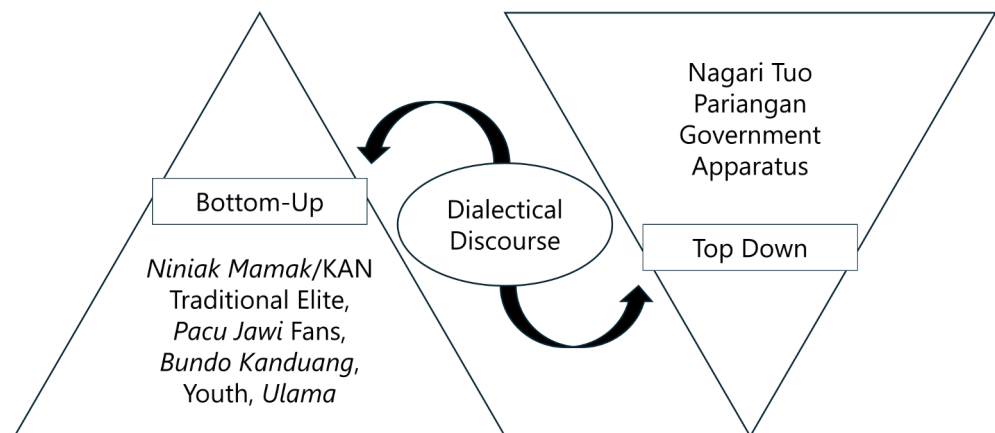 Bottom-Up
Niniak Mamak/KAN
Traditional Elite,
Pacu Jawi Fans,
Bundo Kanduang,
Youth, Ulama
Dialectical
Discourse
Nagari Tuo
Pariangan
Government
Apparatus
Top Down